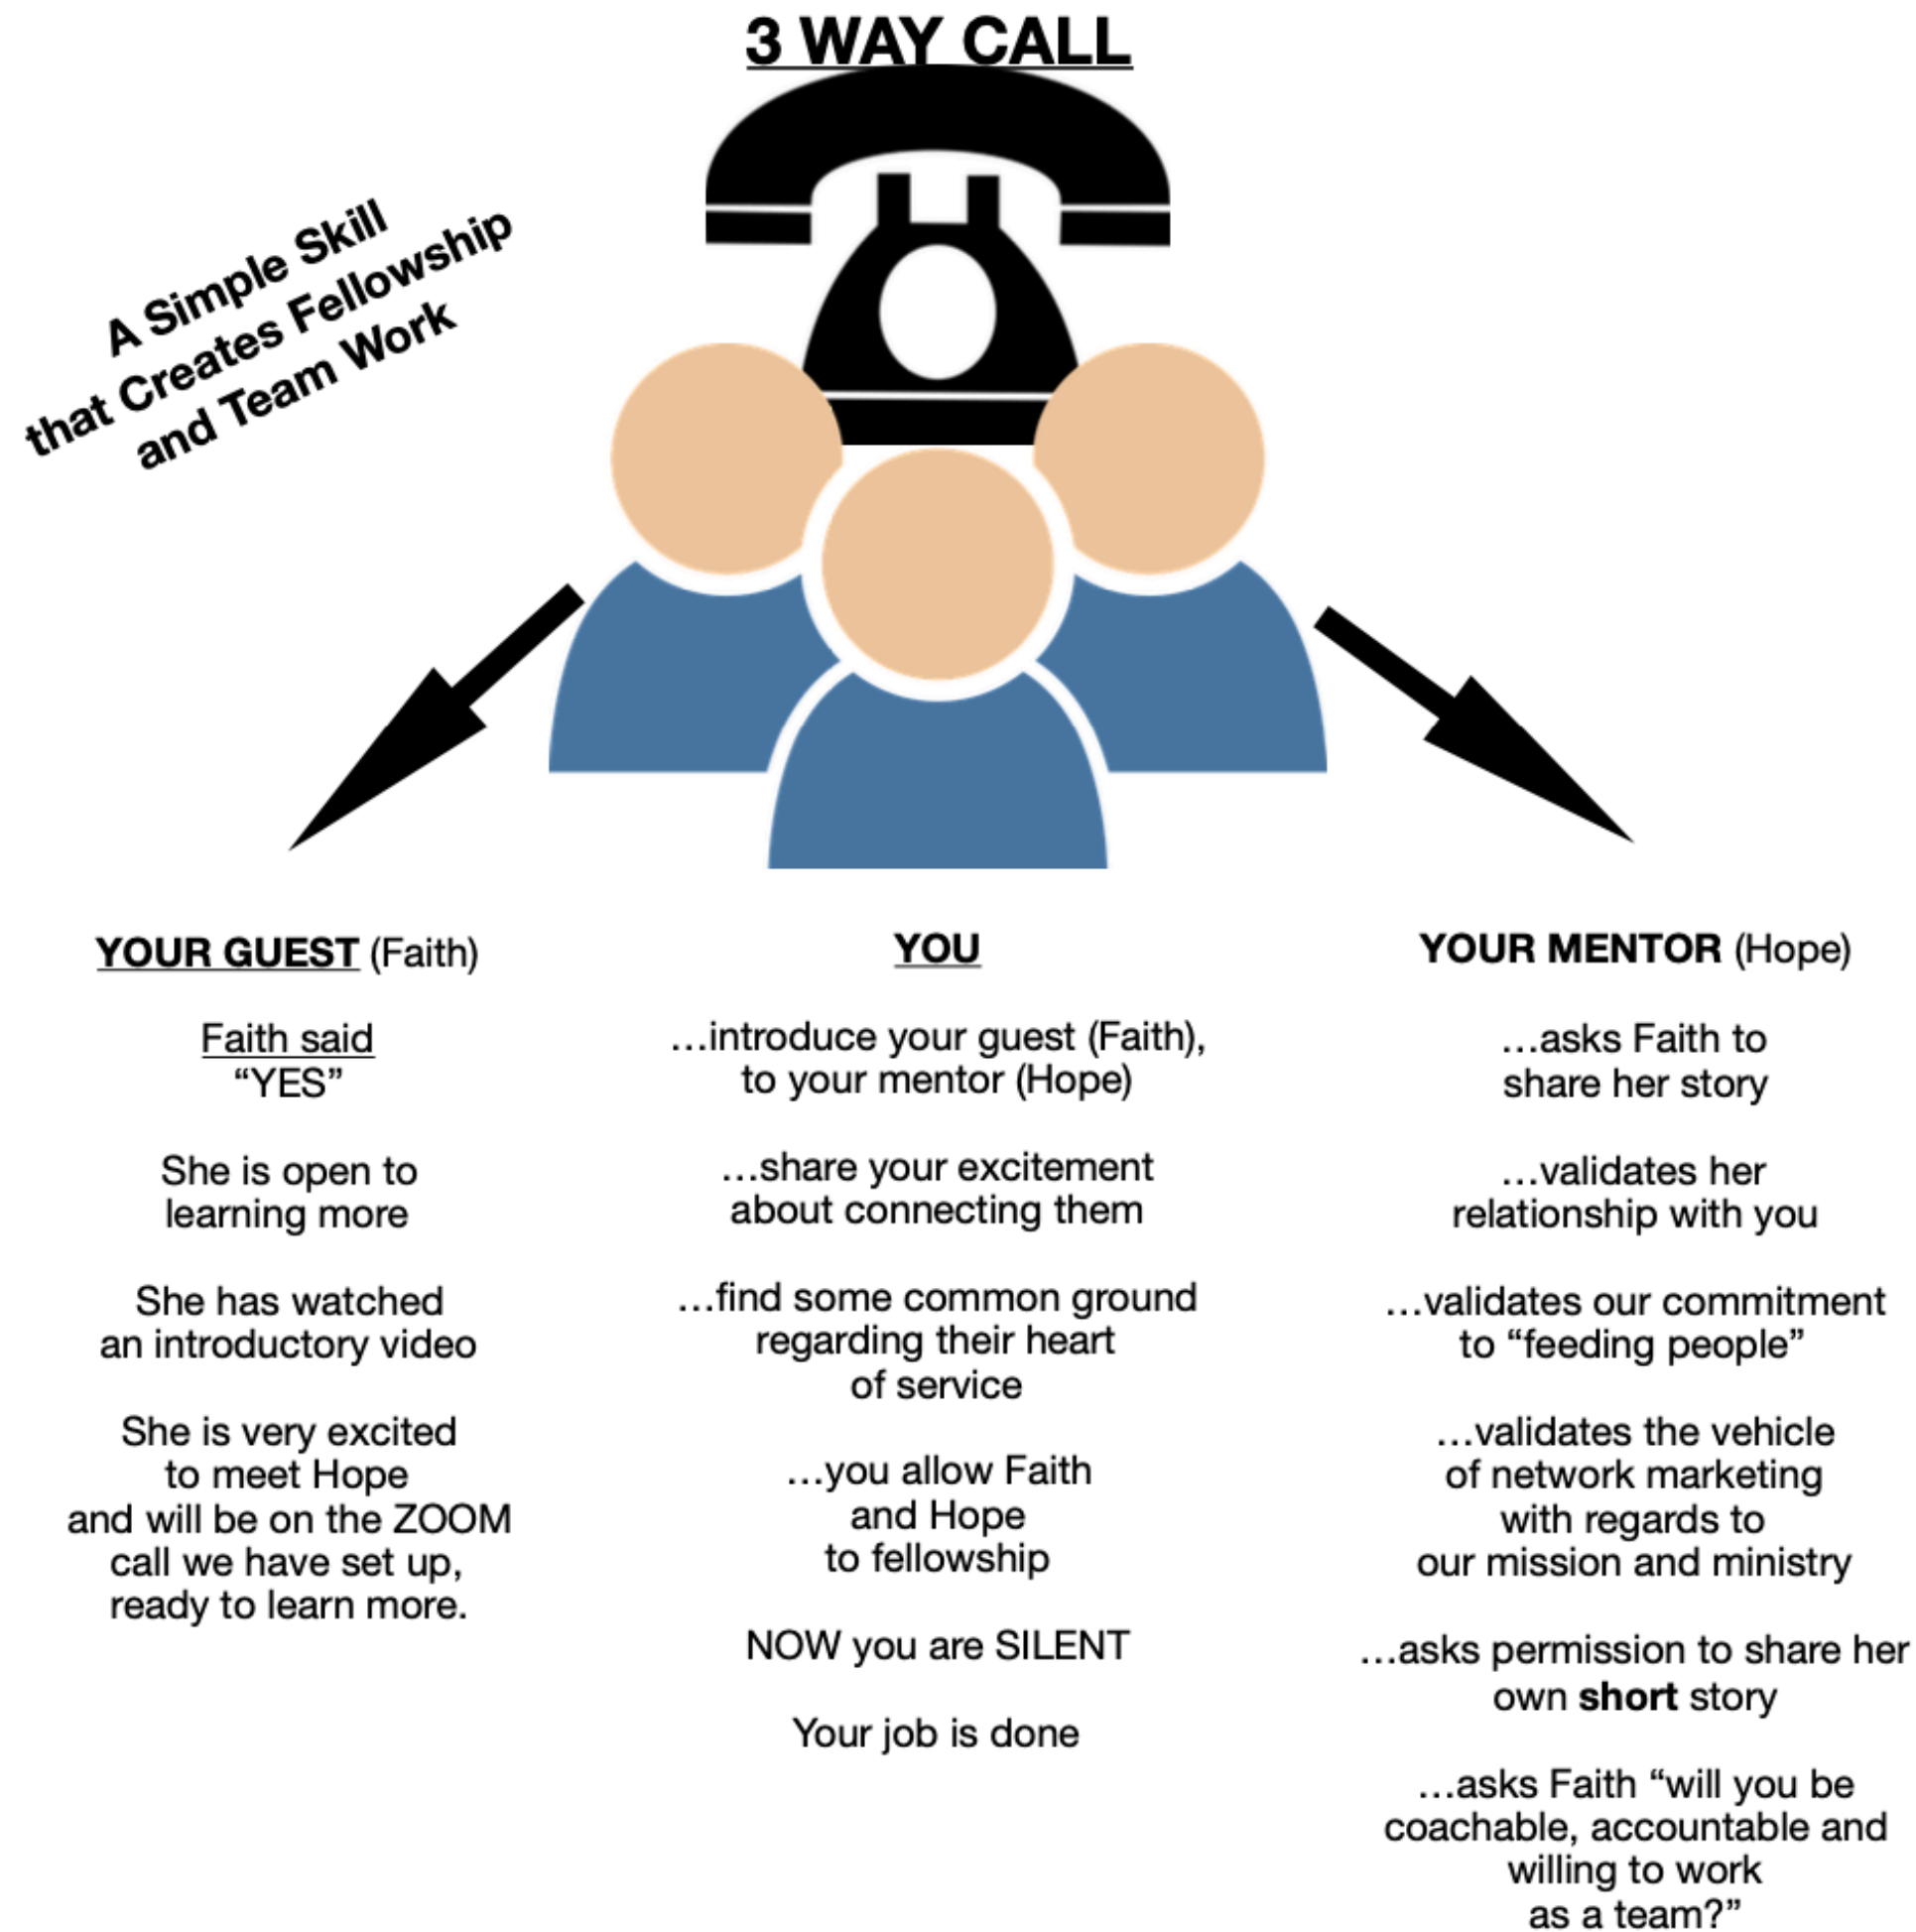 3 WAY CALL
A Simple Skill
that Creates Fellowship
and Team Work
YOUR GUEST (Faith)
Faith said
“YES”
She is open to
learning more
She has watched
an introductory video
She is very excited
to meet Hope
and will be on the ZOOM
call we have set up,
ready to learn more.
YOU
…introduce your guest (Faith),
to your mentor (Hope)
…share your excitement
about connecting them
…find some common ground
regarding their heart
of service
…you allow Faith
and Hope
to fellowship
NOW you are SILENT
Your job is done
YOUR MENTOR (Hope)
…asks Faith to
share her story
…validates her
relationship with you
…validates our commitment
to “feeding people”
…validates the vehicle
of network marketing
with regards to
our mission and ministry
…asks permission to share her
own short story
…asks Faith “will you be
coachable, accountable and
willing to work
as a team?”